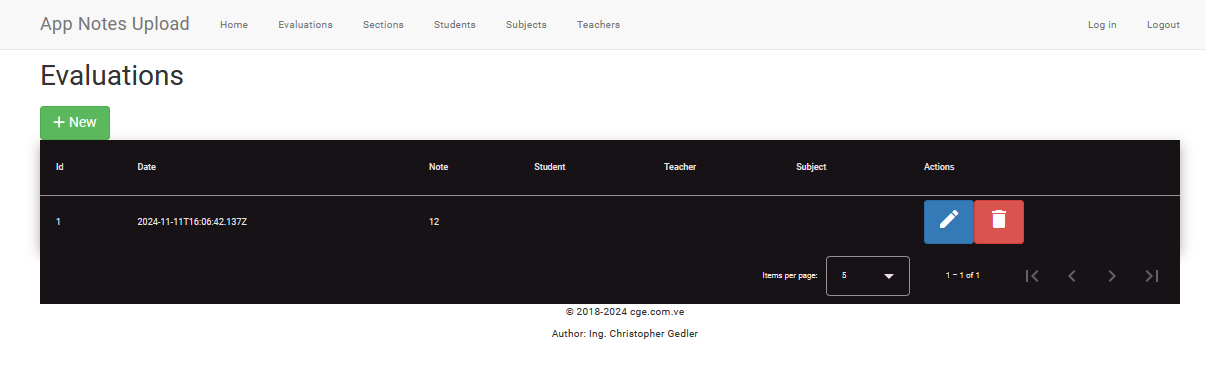 App Notes Upload Home Evaluations Sections Students Subjects Teachers Log in Logout
Evaluations
+ New
Id Date Note Student Teacher Subject Actions
1 2024-11-11T16:06:42.137Z 12
Items per page: 5 1 – 1 of 1
© 2018-2024 cge.com.ve
Author: Ing. Christopher Gedler